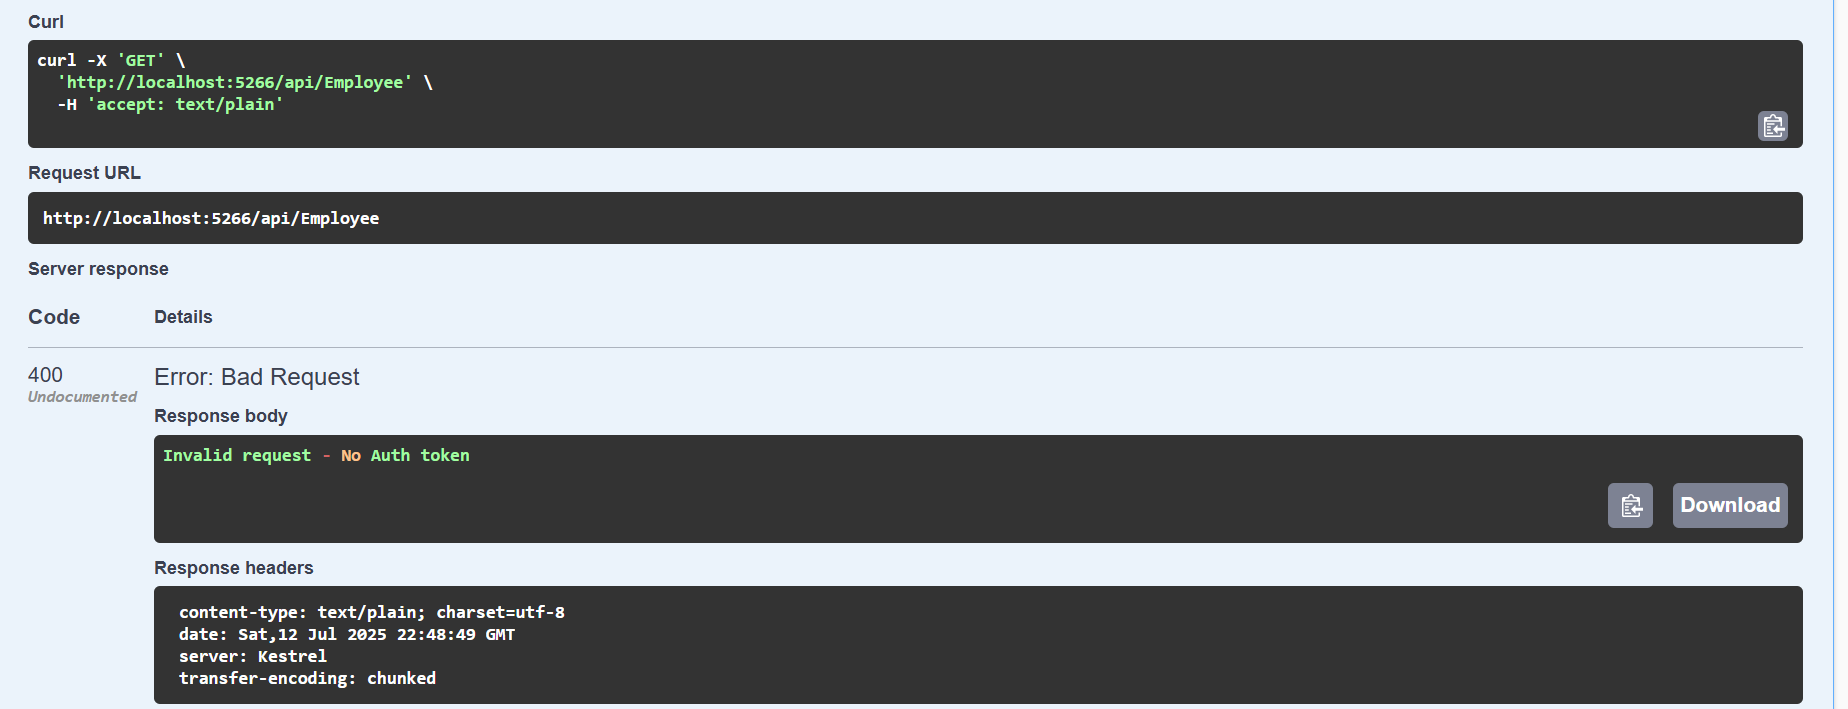 Curl
curl -X 'GET' \
'http://localhost:5266/api/Employee' \
-H 'accept: text/plain'
Request URL
http://localhost:5266/api/Employee
Server response
Code Details
400 Error: Bad Request
Undocumented
Response body
Invalid request - No Auth token
Download
Response headers
content-type: text/plain; charset=utf-8
date: Sat,12 Jul 2025 22:48:49 GMT
server: Kestrel
transfer-encoding: chunked